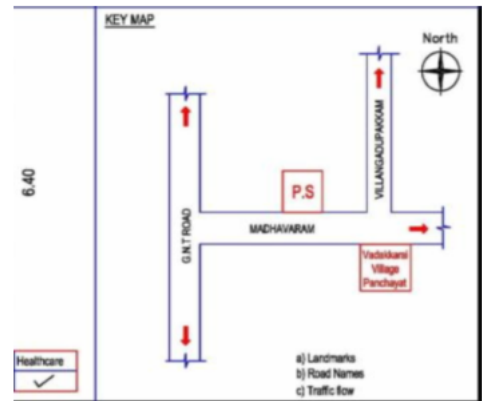 KEY MAP
North
6.40
VILLANGADUPAKKAM
P.S
MADHAVARAM
G.N.T ROAD
Vadakkarai
Village
Panchayat
Healthcare
a) Landmarks
b) Road Names
c) Traffic flow